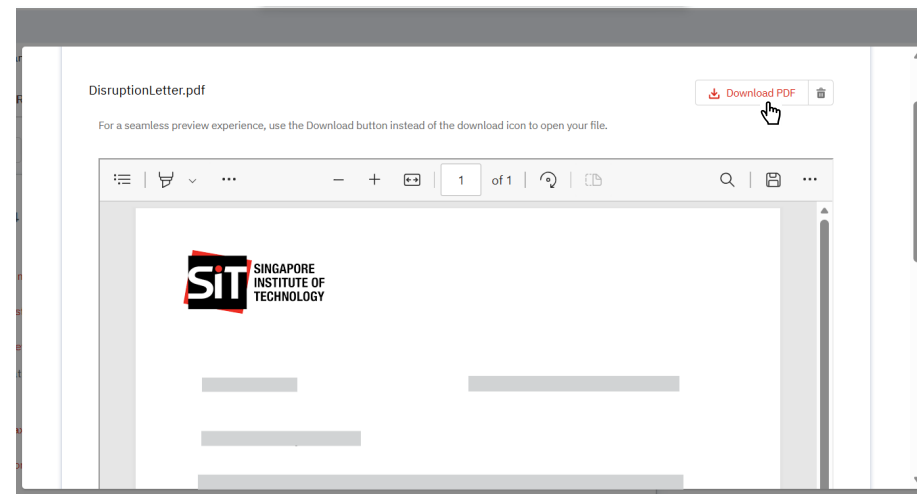 DisruptionLetter.pdf
Download PDF
For a seamless preview experience, use the Download button instead of the download icon to open your file.
1 of 1
SiT SINGAPORE
INSTITUTE OF
TECHNOLOGY